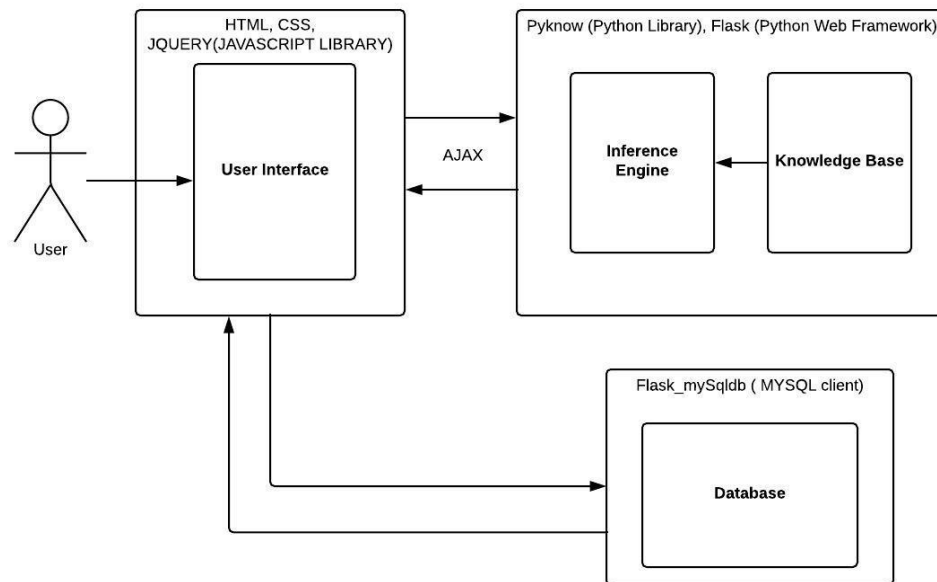 HTML, CSS,
JQUERY(JAVASCRIPT LIBRARY)
User Interface
User
AJAX
Pyknow (Python Library), Flask (Python Web Framework)
Inference
Engine
Knowledge Base
Flask_mySqldb ( MYSQL client)
Database